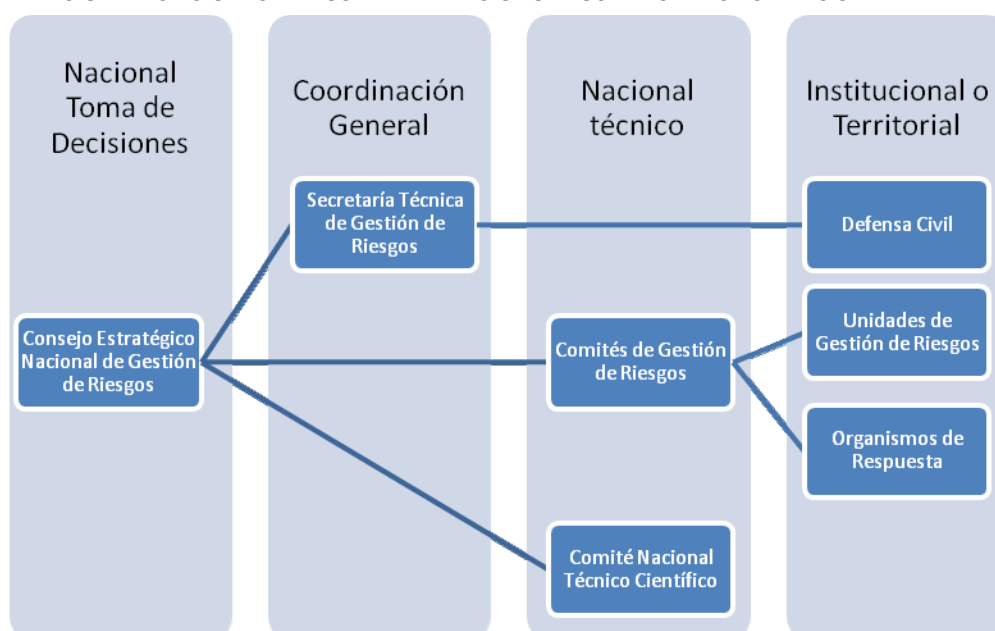 Nacional
Toma de
Decisiones
Coordinación
General
Nacional
técnico
Institucional o
Territorial
Secretaría Técnica
de Gestión de
Riesgos
Defensa Civil
Consejo Estratégico
Nacional de Gestión
de Riesgos
Comités de Gestión
de Riesgos
Unidades de
Gestión de Riesgos
Organismos de
Respuesta
Comité Nacional
Técnico Científico